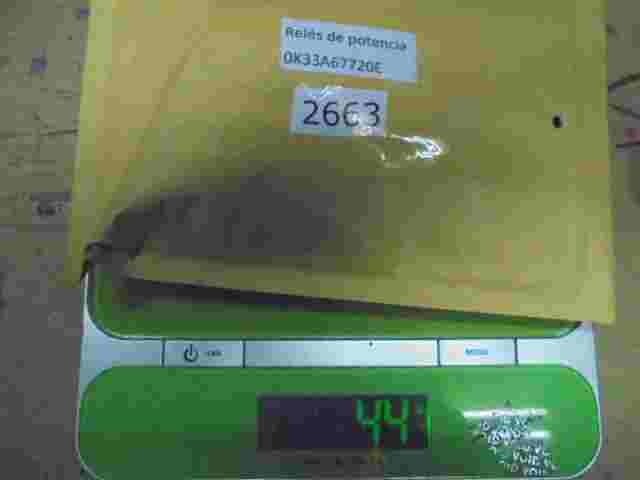 Relés de potencia
0K33A67720E
2663
44